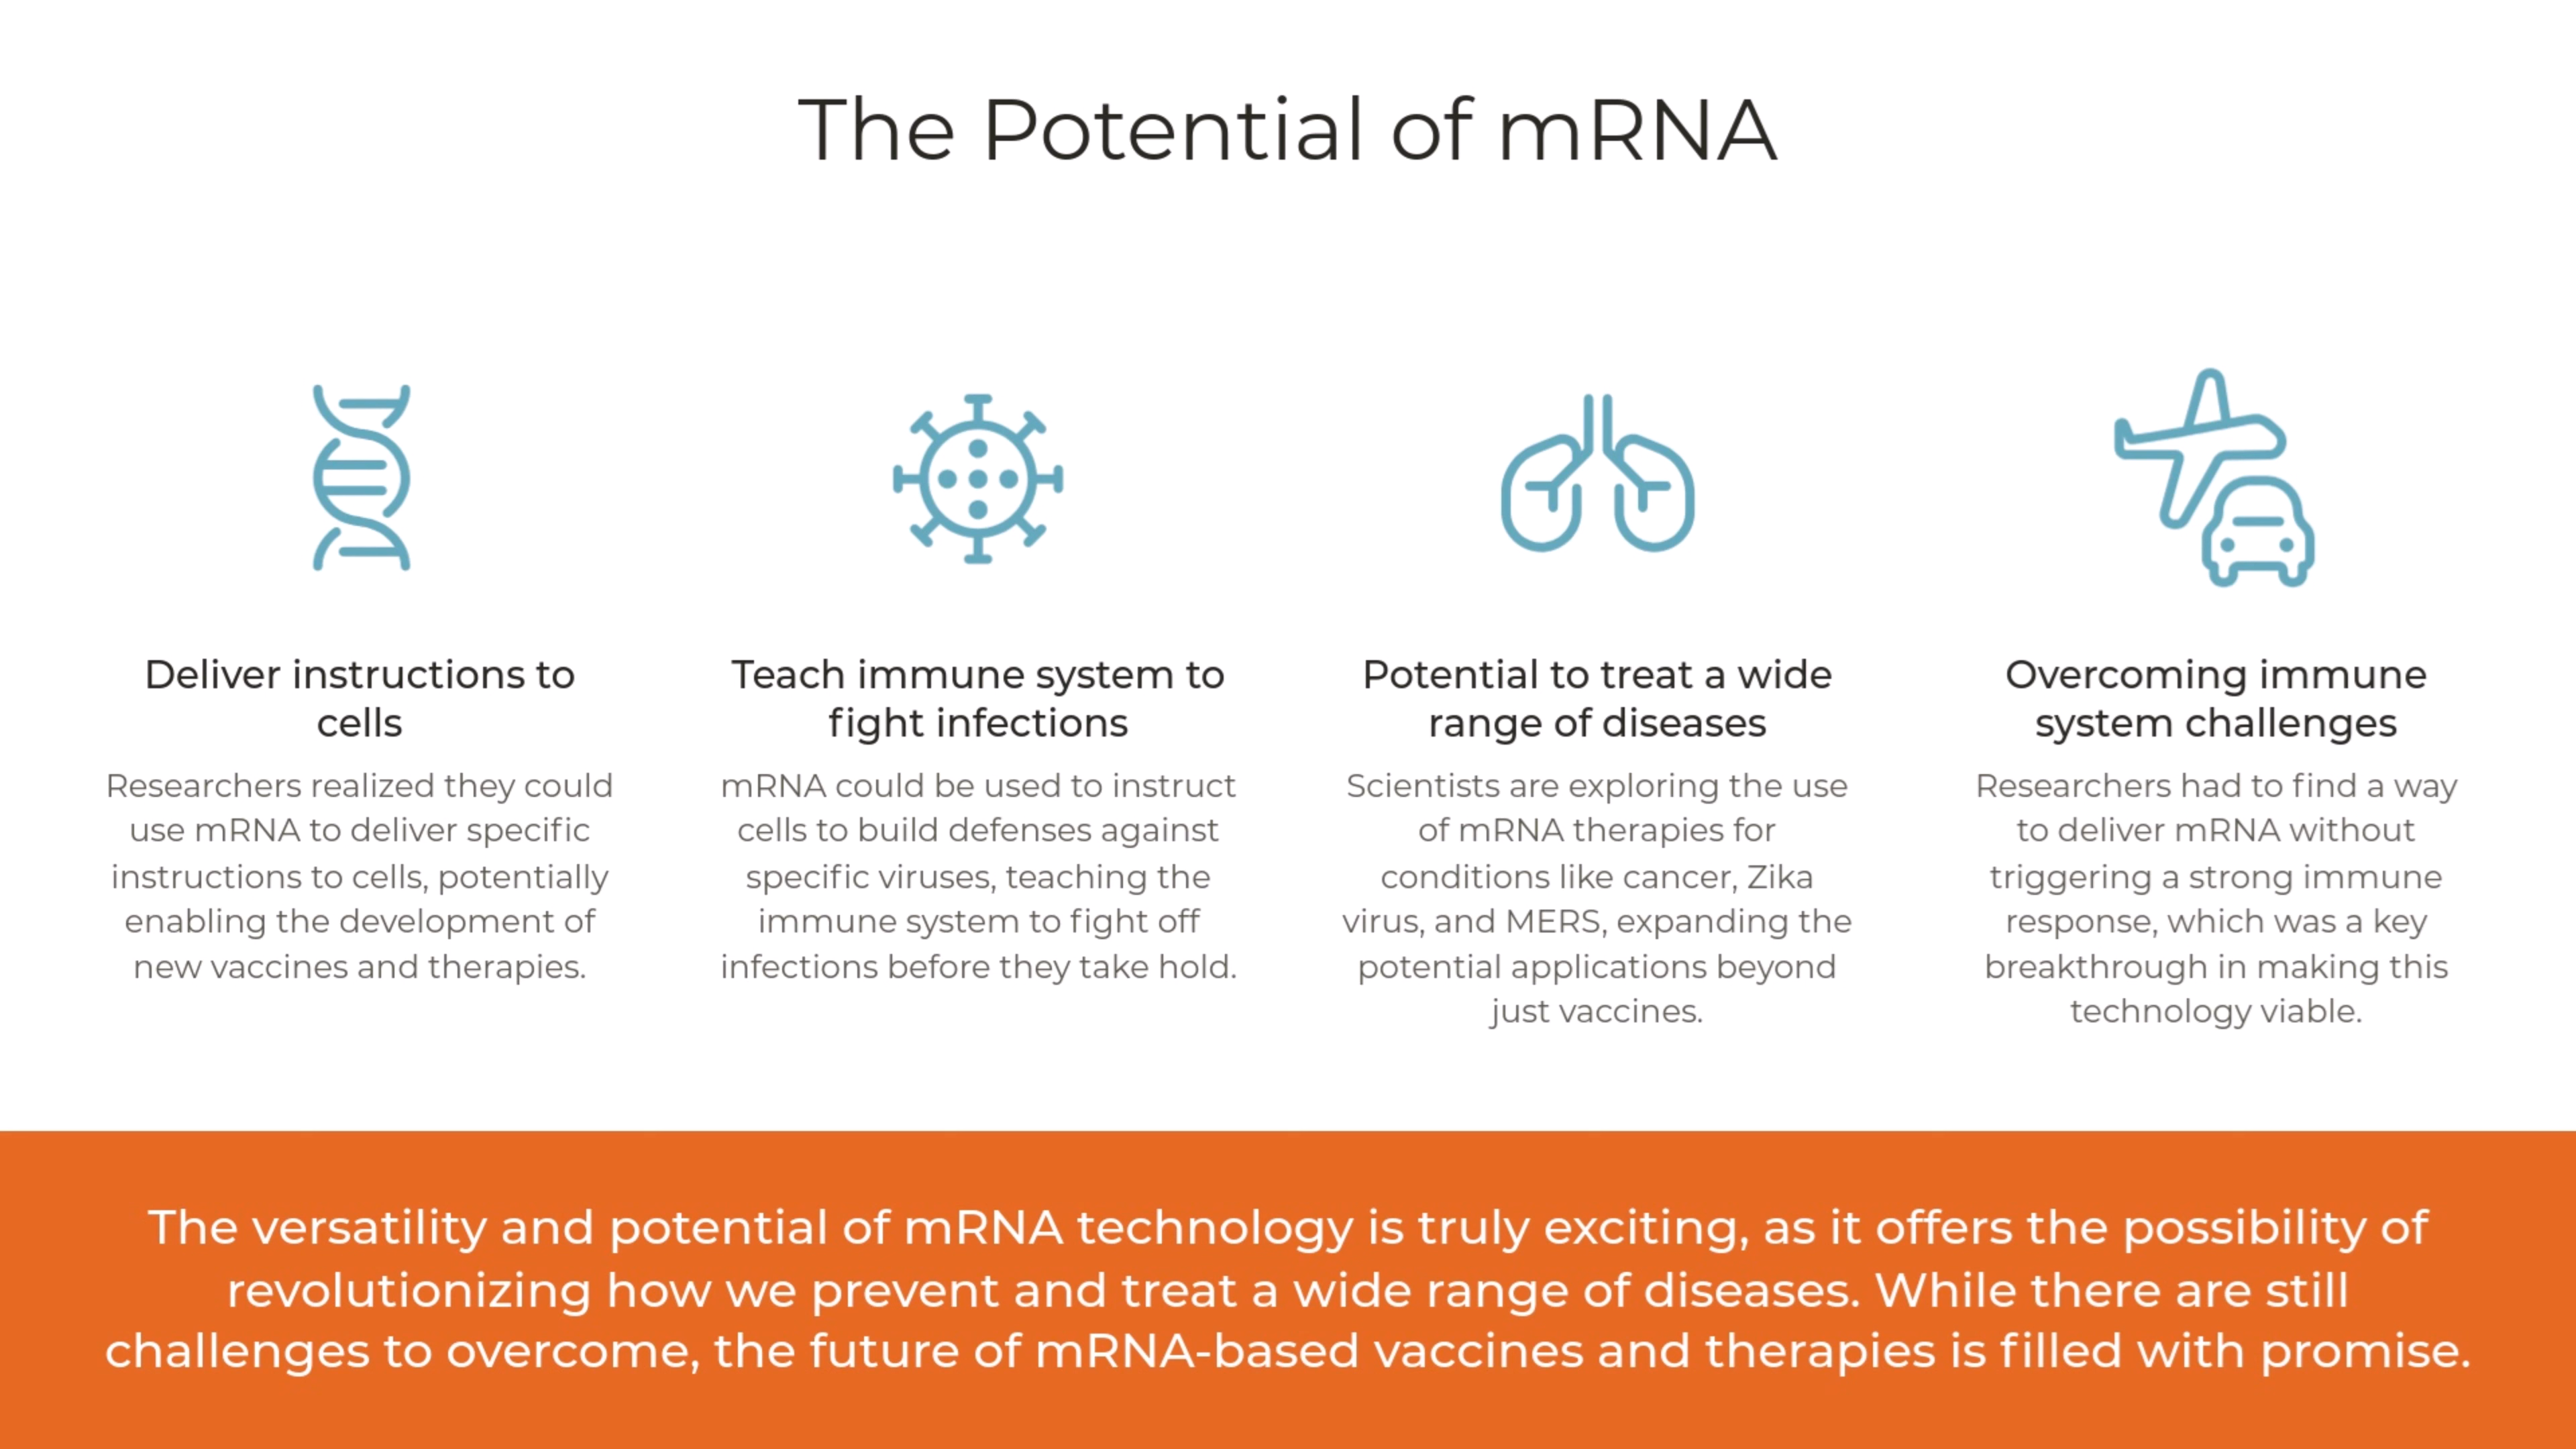 The Potential of mRNA
Deliver instructions to
cells
Researchers realized they could
use mRNA to deliver specific
instructions to cells, potentially
enabling the development of
new vaccines and therapies.
Teach immune system to
fight infections
mRNA could be used to instruct
cells to build defenses against
specific viruses, teaching the
immune system to fight off
infections before they take hold.
Potential to treat a wide
range of diseases
Scientists are exploring the use
of mRNA therapies for
conditions like cancer, Zika
virus, and MERS, expanding the
potential applications beyond
just vaccines.
Overcoming immune
system challenges
Researchers had to find a way
to deliver mRNA without
triggering a strong immune
response, which was a key
breakthrough in making this
technology viable.
The versatility and potential of mRNA technology is truly exciting, as it offers the possibility of
revolutionizing how we prevent and treat a wide range of diseases. While there are still
challenges to overcome, the future of mRNA-based vaccines and therapies is filled with promise.